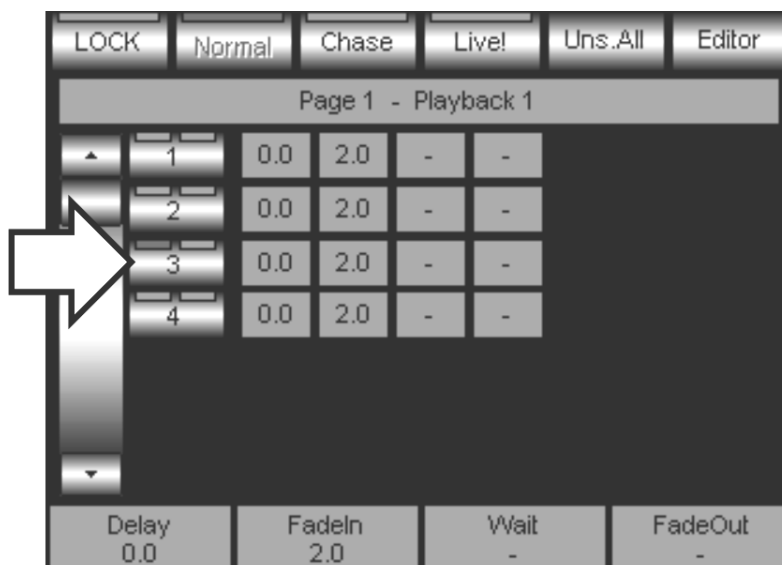 LOCK Normal Chase Live! Uns.All Editor
Page 1 - Playback 1
1 0.0 2.0 - -
2 0.0 2.0 - -
3 0.0 2.0 - -
4 0.0 2.0 - -
Delay FadeIn Wait FadeOut
0.0 2.0 - -